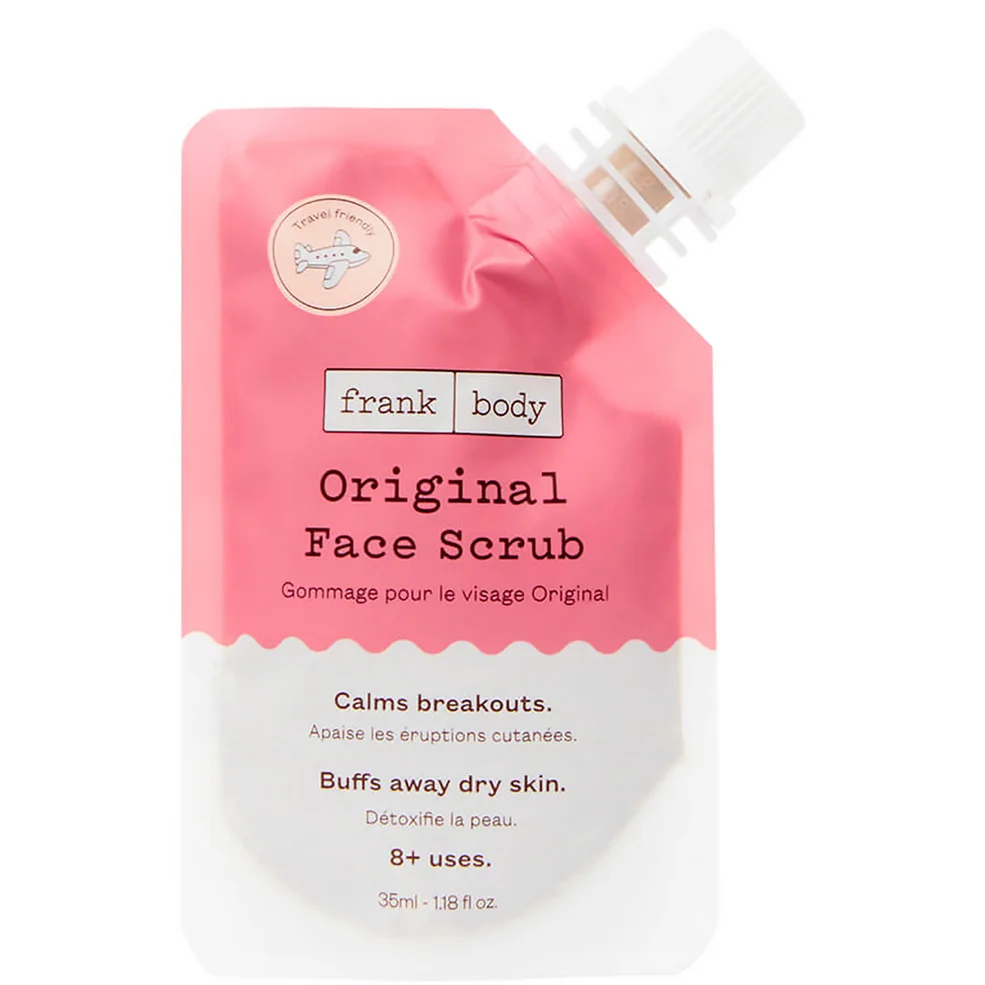 Travel friendly
frank body
Original
Face Scrub
Gommage pour le visage Original
Calms breakouts.
Apaise les éruptions cutanées.
Buffs away dry skin.
Détoxifie la peau.
8+ uses.
35ml - 1.18 fl oz.